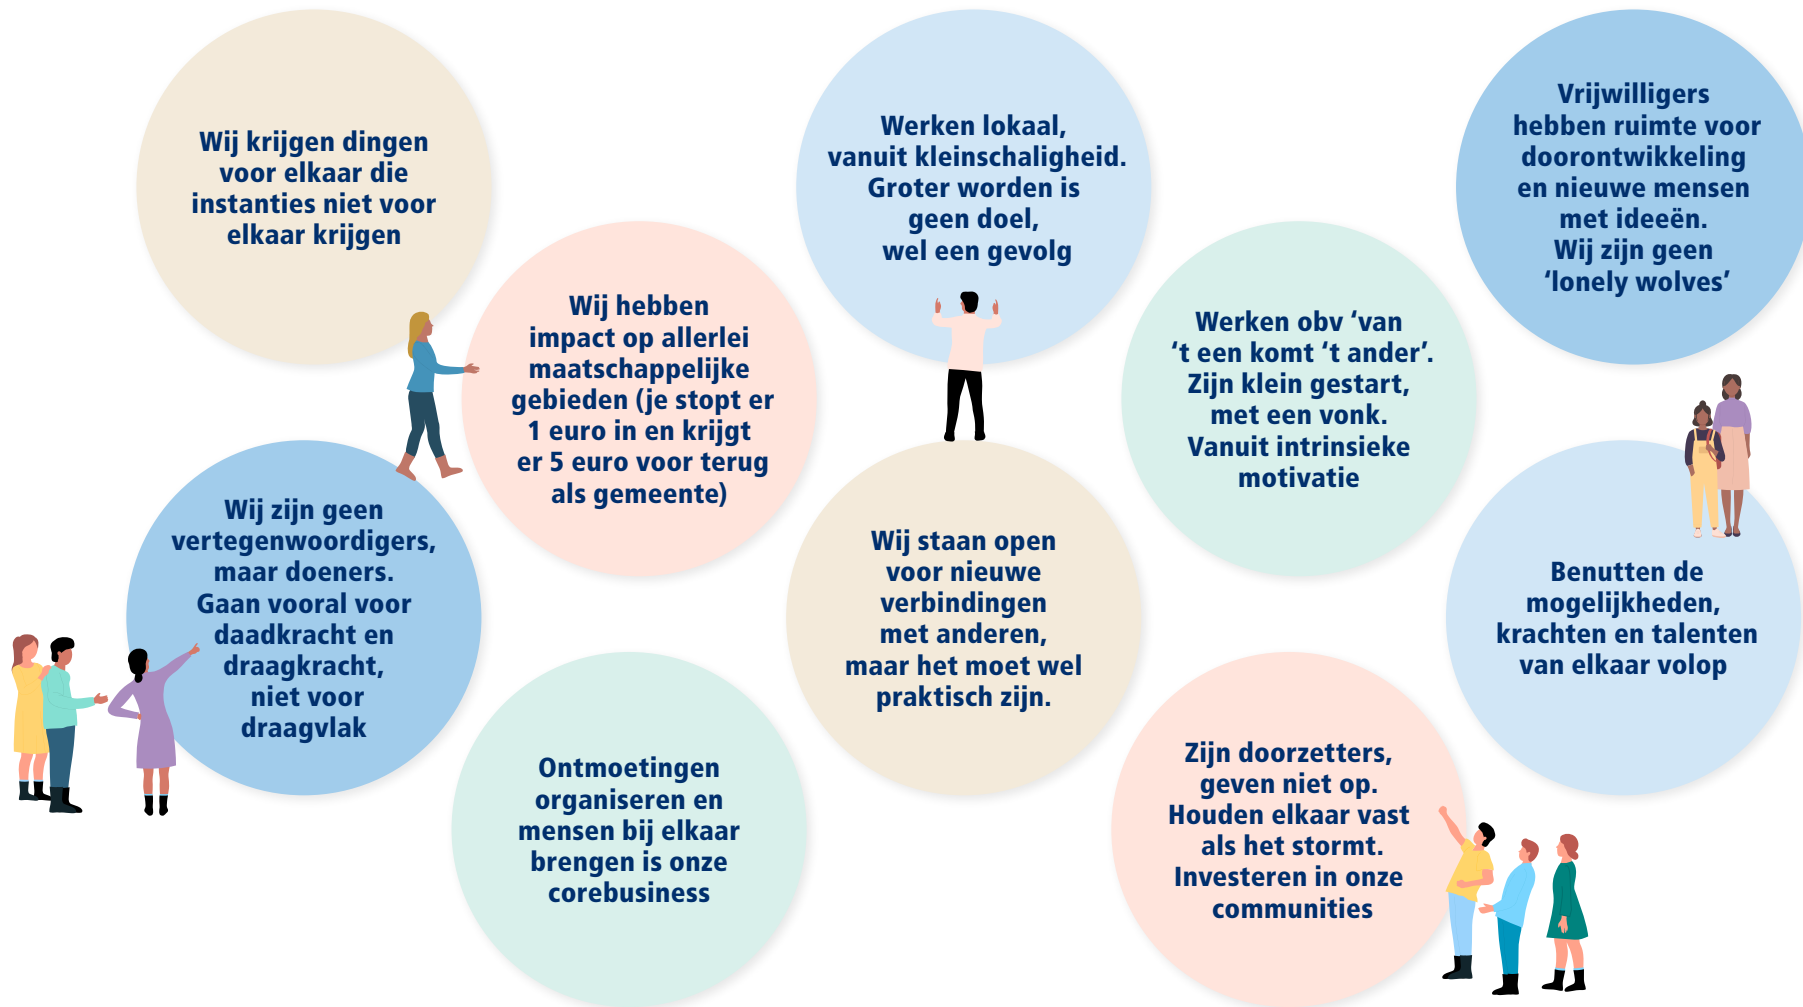 Wij krijgen dingen
voor elkaar die
instanties niet voor
elkaar krijgen
Wij hebben
impact op allerlei
maatschappelijke
gebieden (je stopt er
1 euro in en krijgt
er 5 euro voor terug
als gemeente)
Werken lokaal,
vanuit kleinschaligheid.
Groter worden is
geen doel,
wel een gevolg
Werken obv ‘van
‘t een komt ‘t ander’.
Zijn klein gestart,
met een vonk.
Vanuit intrinsieke
motivatie
Vrijwilligers
hebben ruimte voor
doorontwikkeling
en nieuwe mensen
met ideeën.
Wij zijn geen
‘lonely wolves’
Wij zijn geen
vertegenwoordigers,
maar doeners.
Gaan vooral voor
daadkracht en
draagkracht,
niet voor
draagvlak
Ontmoetingen
organiseren en
mensen bij elkaar
brengen is onze
corebusiness
Wij staan open
voor nieuwe
verbindingen
met anderen,
maar het moet wel
praktisch zijn.
Zijn doorzetters,
geven niet op.
Houden elkaar vast
als het stormt.
Investeren in onze
communities
Benutten de
mogelijkheden,
krachten en talenten
van elkaar volop